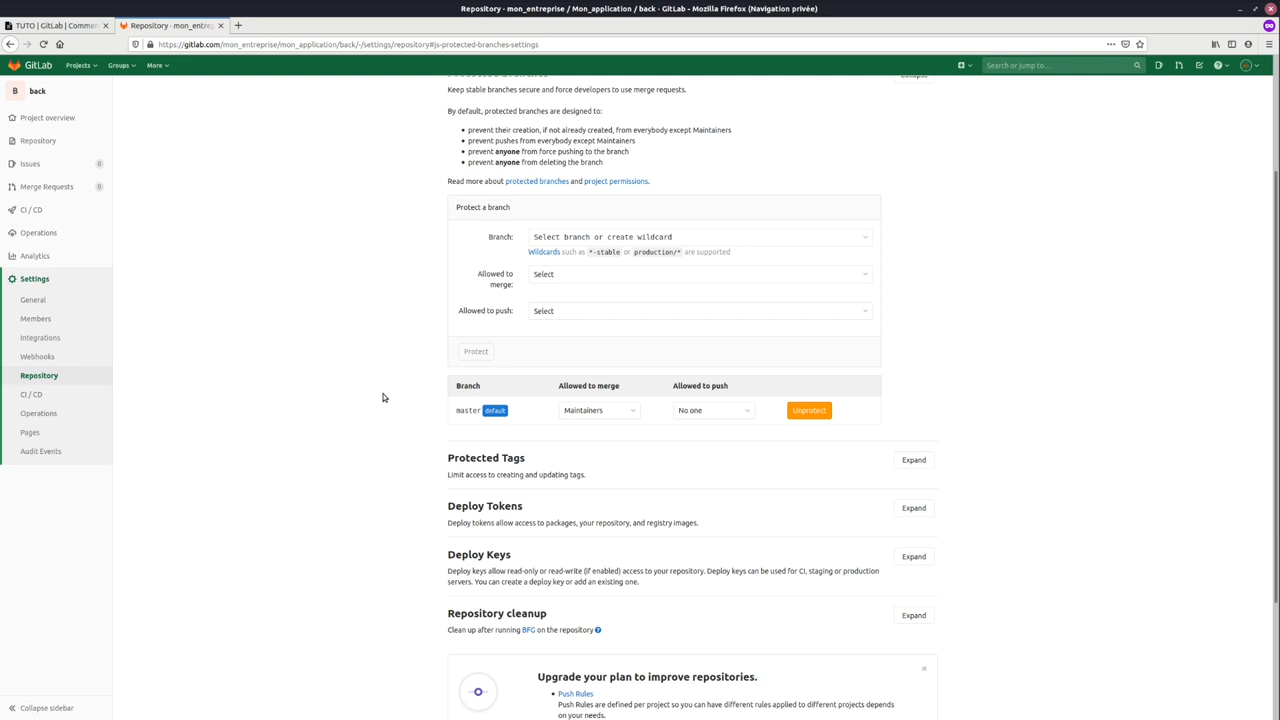 Repository · mon_entreprise / Mon_application / back · GitLab - Mozilla Firefox (Navigation privée)
TUTO | GitLab | Commen
Repository · mon_entrep
https://gitlab.com/mon_entreprise/mon_application/back/-/settings/repository#js-protected-branches-settings
GitLab
Projects
Groups
More
Search or jump to...
B
back
Project overview
Repository
Issues
0
Merge Requests
0
CI / CD
Operations
Analytics
Settings
General
Members
Integrations
Webhooks
Repository
CI / CD
Operations
Pages
Audit Events
Collapse sidebar
Collapse
Keep stable branches secure and force developers to use merge requests.
By default, protected branches are designed to:
prevent their creation, if not already created, from everybody except Maintainers
prevent pushes from everybody except Maintainers
prevent anyone from force pushing to the branch
prevent anyone from deleting the branch
Read more about protected branches and project permissions.
Protect a branch
Branch:
Select branch or create wildcard
Wildcards such as *-stable or production/* are supported
Allowed to
merge:
Select
Allowed to push:
Select
Protect
Branch Allowed to merge Allowed to push
master default Maintainers No one Unprotect
Protected Tags
Expand
Limit access to creating and updating tags.
Deploy Tokens
Expand
Deploy tokens allow access to packages, your repository, and registry images.
Deploy Keys
Expand
Deploy keys allow read-only or read-write (if enabled) access to your repository. Deploy keys can be used for CI, staging or production
servers. You can create a deploy key or add an existing one.
Repository cleanup
Expand
Clean up after running BFG on the repository
Upgrade your plan to improve repositories.
Push Rules
Push Rules are defined per project so you can have different rules applied to different projects depends
on your needs.